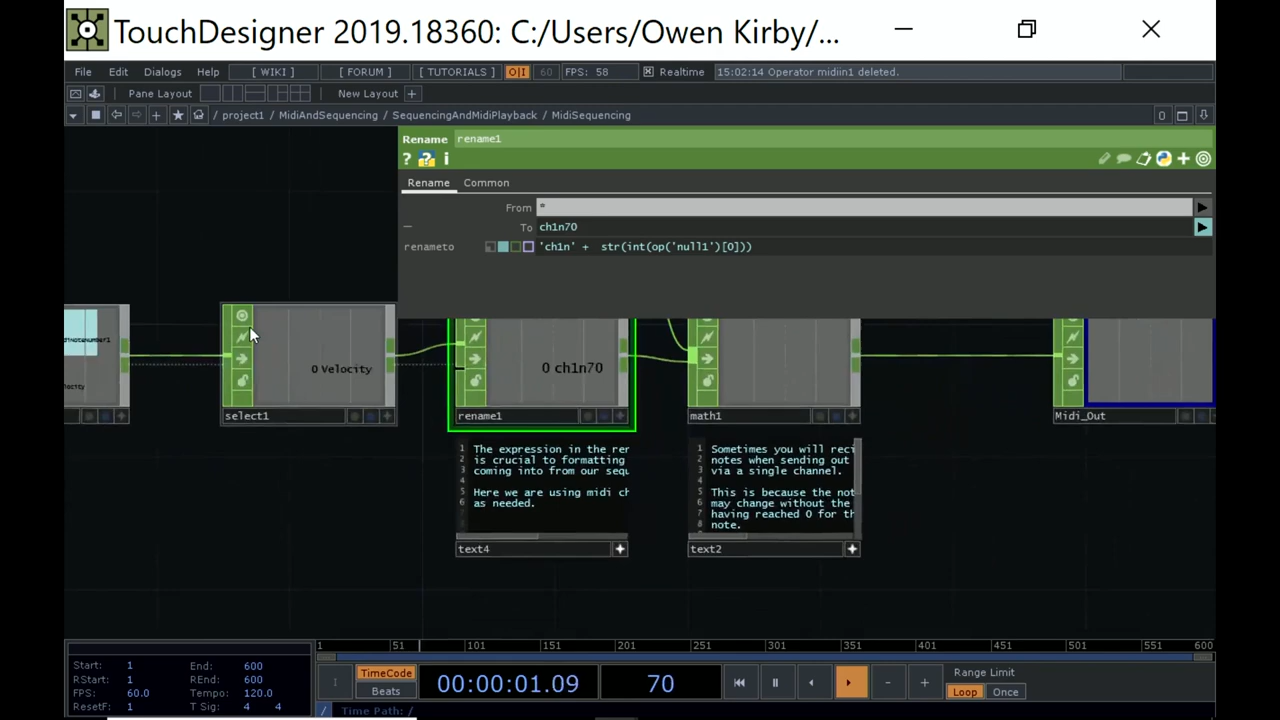 TouchDesigner 2019.18360: C:/Users/Owen Kirby/...
File Edit Dialogs Help [ WIKI ] [ FORUM ] [ TUTORIALS ] O|I 60 FPS: 58 Realtime 15:02:14 Operator midiin1 deleted.
Pane Layout New Layout +
/ project1 / MidiAndSequencing / SequencingAndMidiPlayback / MidiSequencing 0
Rename rename1
? ? i
Rename Common
From *
To ch1n70
renameto 'ch1n' + str(int(op('null1')[0]))
0 Velocity
0 ch1n70
select1
rename1
math1
Midi_Out
1 The expression in the ren
2 is crucial to formatting
3 coming into from our sequ
4
5 Here we are using midi ch
6 as needed.
text4
1 Sometimes you will reci
2 notes when sending out
3 via a single channel.
4
5 This is because the not
6 may change without the
7 having reached 0 for th
8 note.
text2
1 51 101 151 201 251 301 351 401 451 501 551 600
Start: 1 End: 600
RStart: 1 REnd: 600
FPS: 60.0 Tempo: 120.0
ResetF: 1 T Sig: 4 4
TimeCode
Beats
00:00:01.09
70
Range Limit
Loop Once
/ Time Path: /